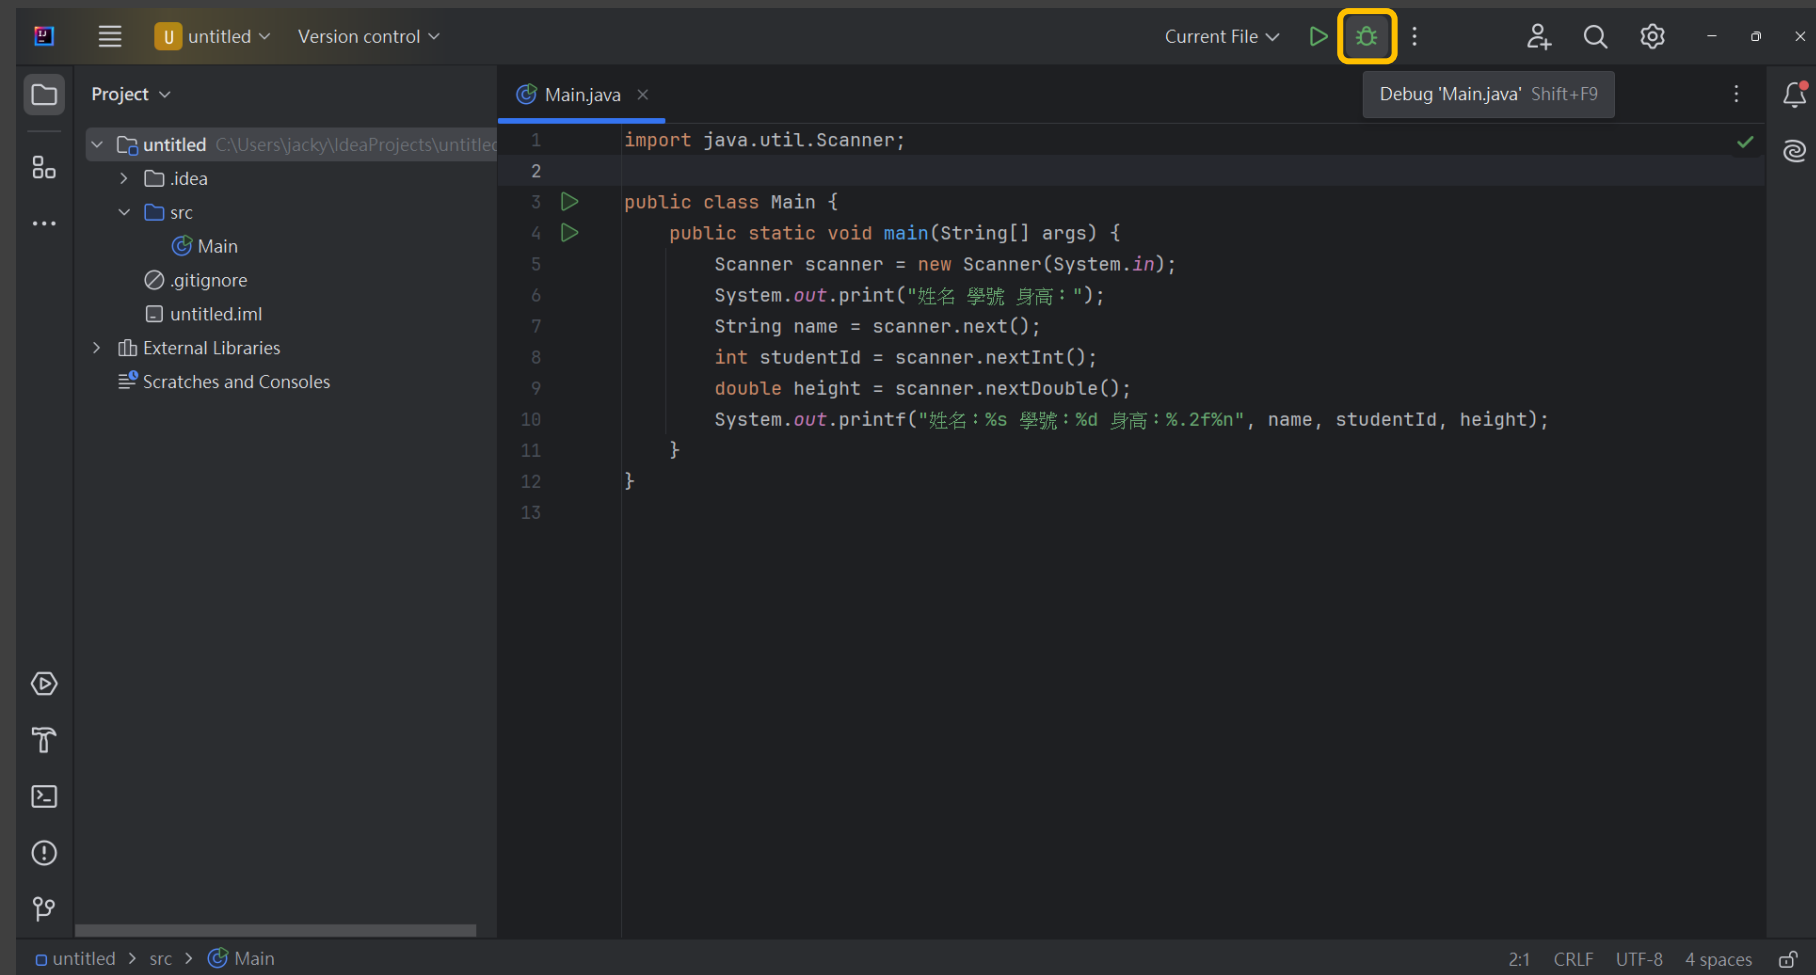 U untitled Version control Current File
Project
Main.java
Debug 'Main.java' Shift+F9
untitled C:\Users\jacky\IdeaProjects\untitled
.idea
src
Main
.gitignore
untitled.iml
External Libraries
Scratches and Consoles
1 import java.util.Scanner;
2
3 public class Main {
4 public static void main(String[] args) {
5 Scanner scanner = new Scanner(System.in);
6 System.out.print("姓名 學號 身高：");
7 String name = scanner.next();
8 int studentId = scanner.nextInt();
9 double height = scanner.nextDouble();
10 System.out.printf("姓名：%s 學號：%d 身高：%.2f%n", name, studentId, height);
11 }
12 }
13
untitled > src > Main
2:1 CRLF UTF-8 4 spaces